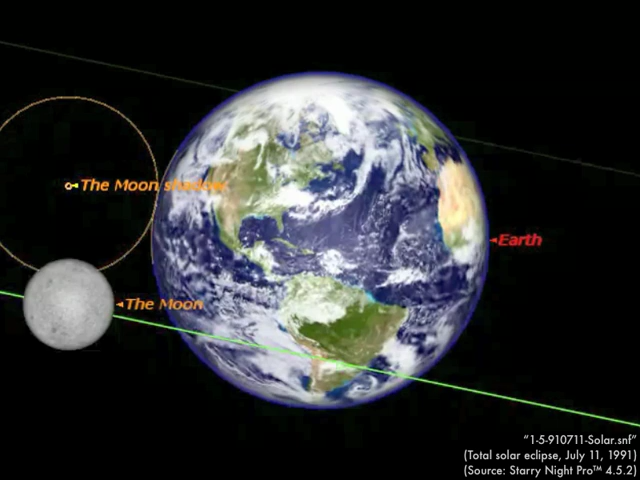 The Moon shadow
Earth
The Moon
“1-5-910711-Solar.snf”
(Total solar eclipse, July 11, 1991)
(Source: Starry Night Pro™ 4.5.2)